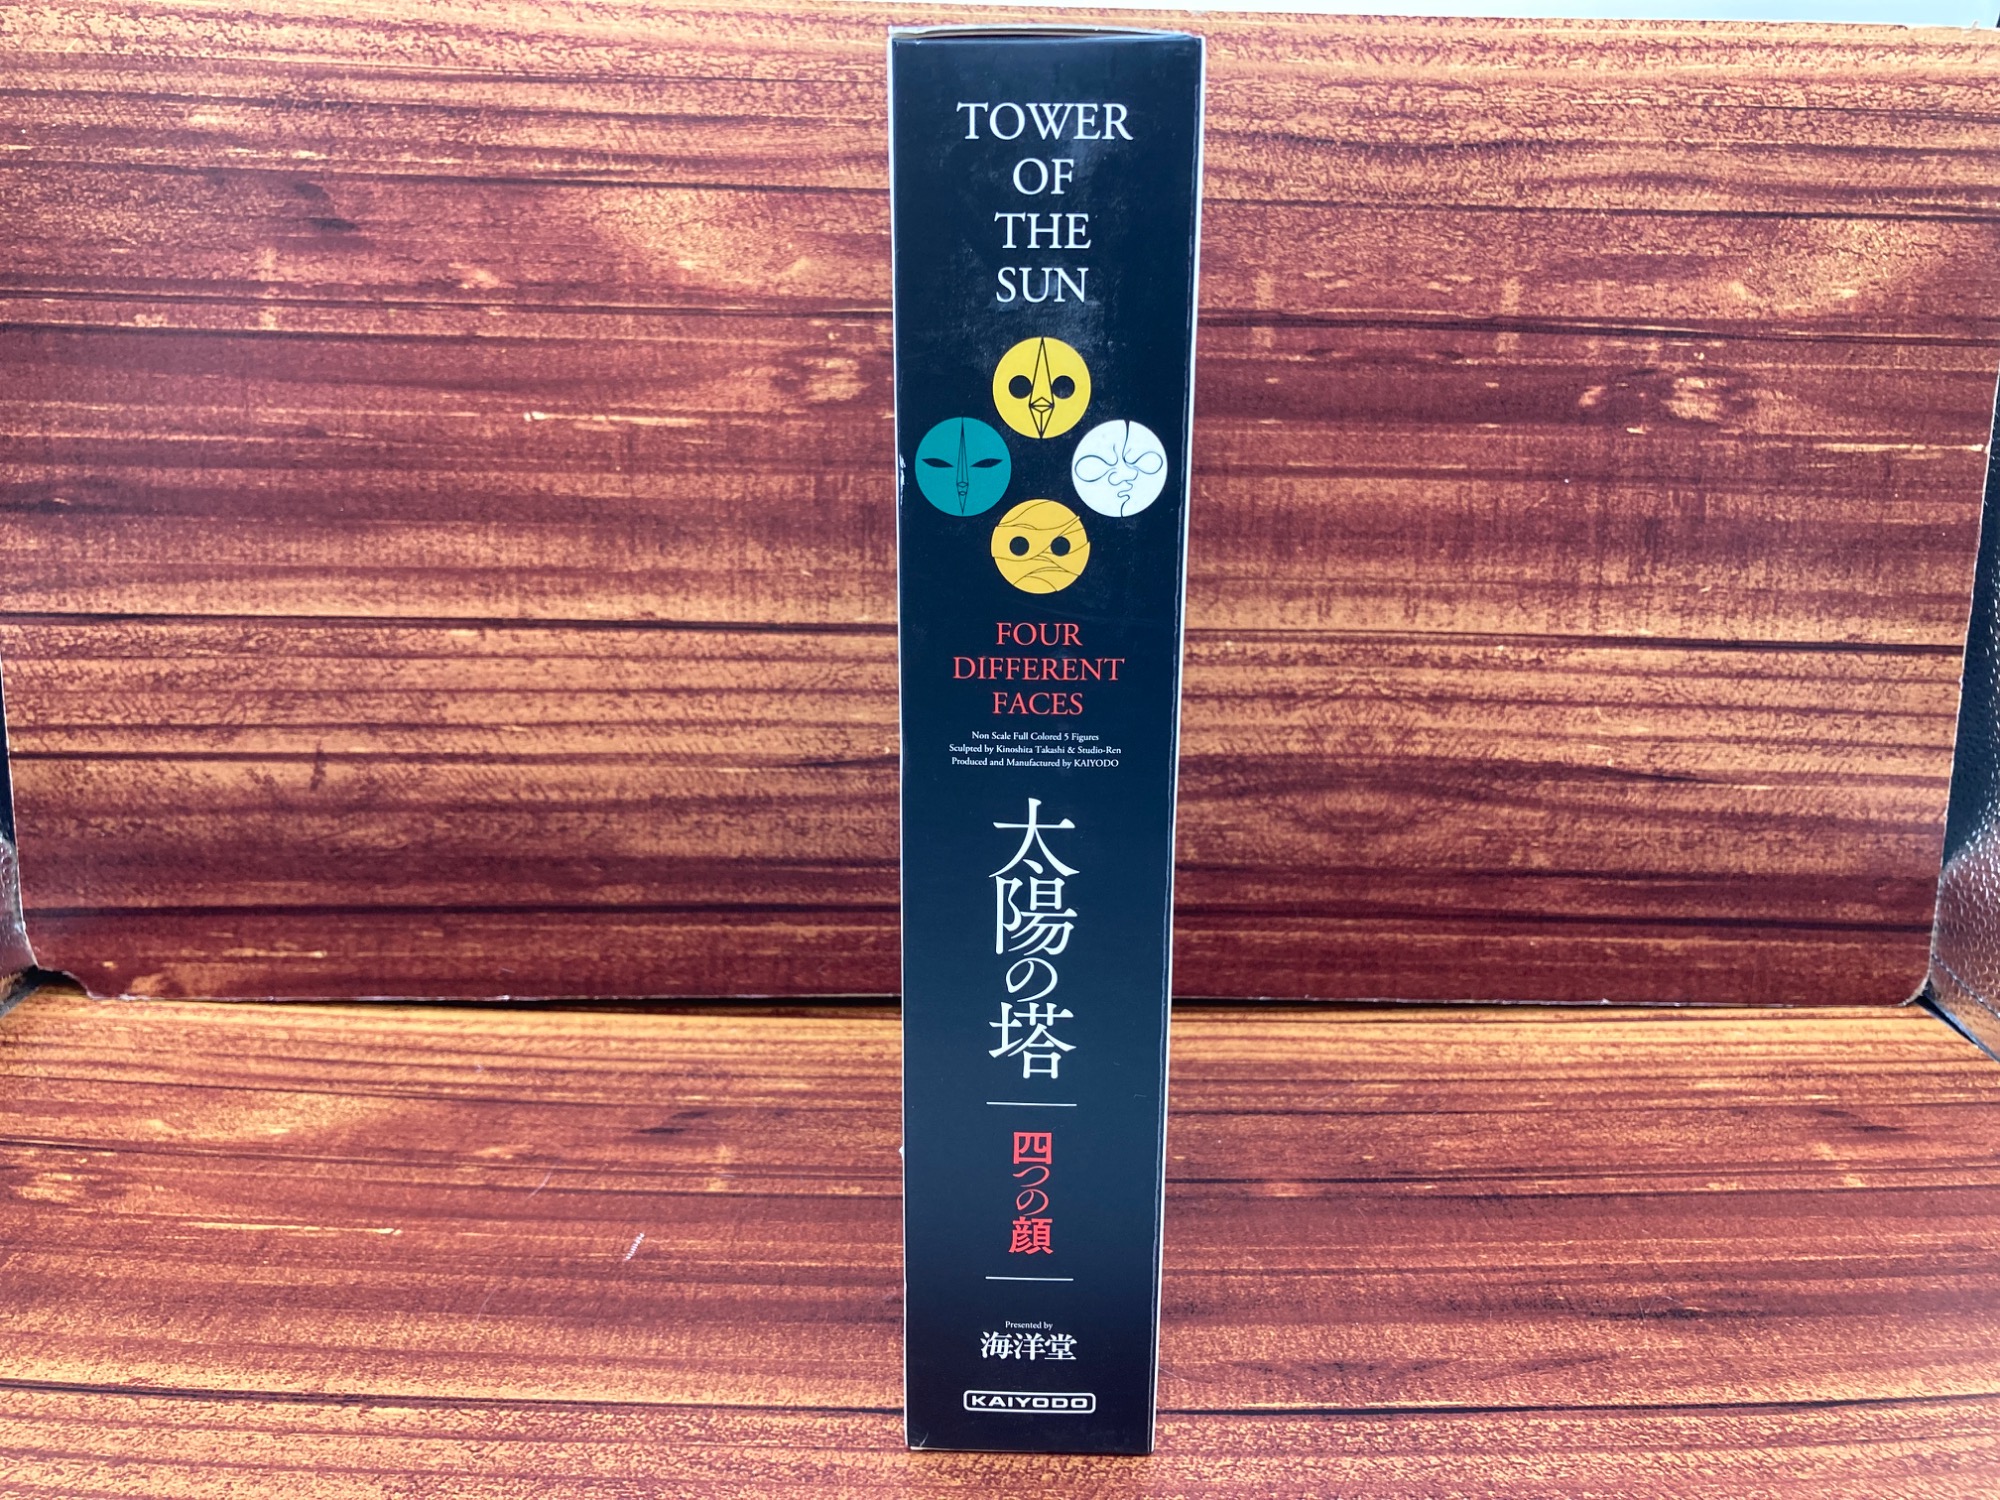 TOWER
OF
THE
SUN
FOUR
DIFFERENT
FACES
Non Scale Full Colored 5 Figures
Sculpted by Kinoshita Takashi & Studio-Ren
Produced and Manufactured by KAIYODO
太陽の塔
四つの顔
Presented by
海洋堂
KAIYODO